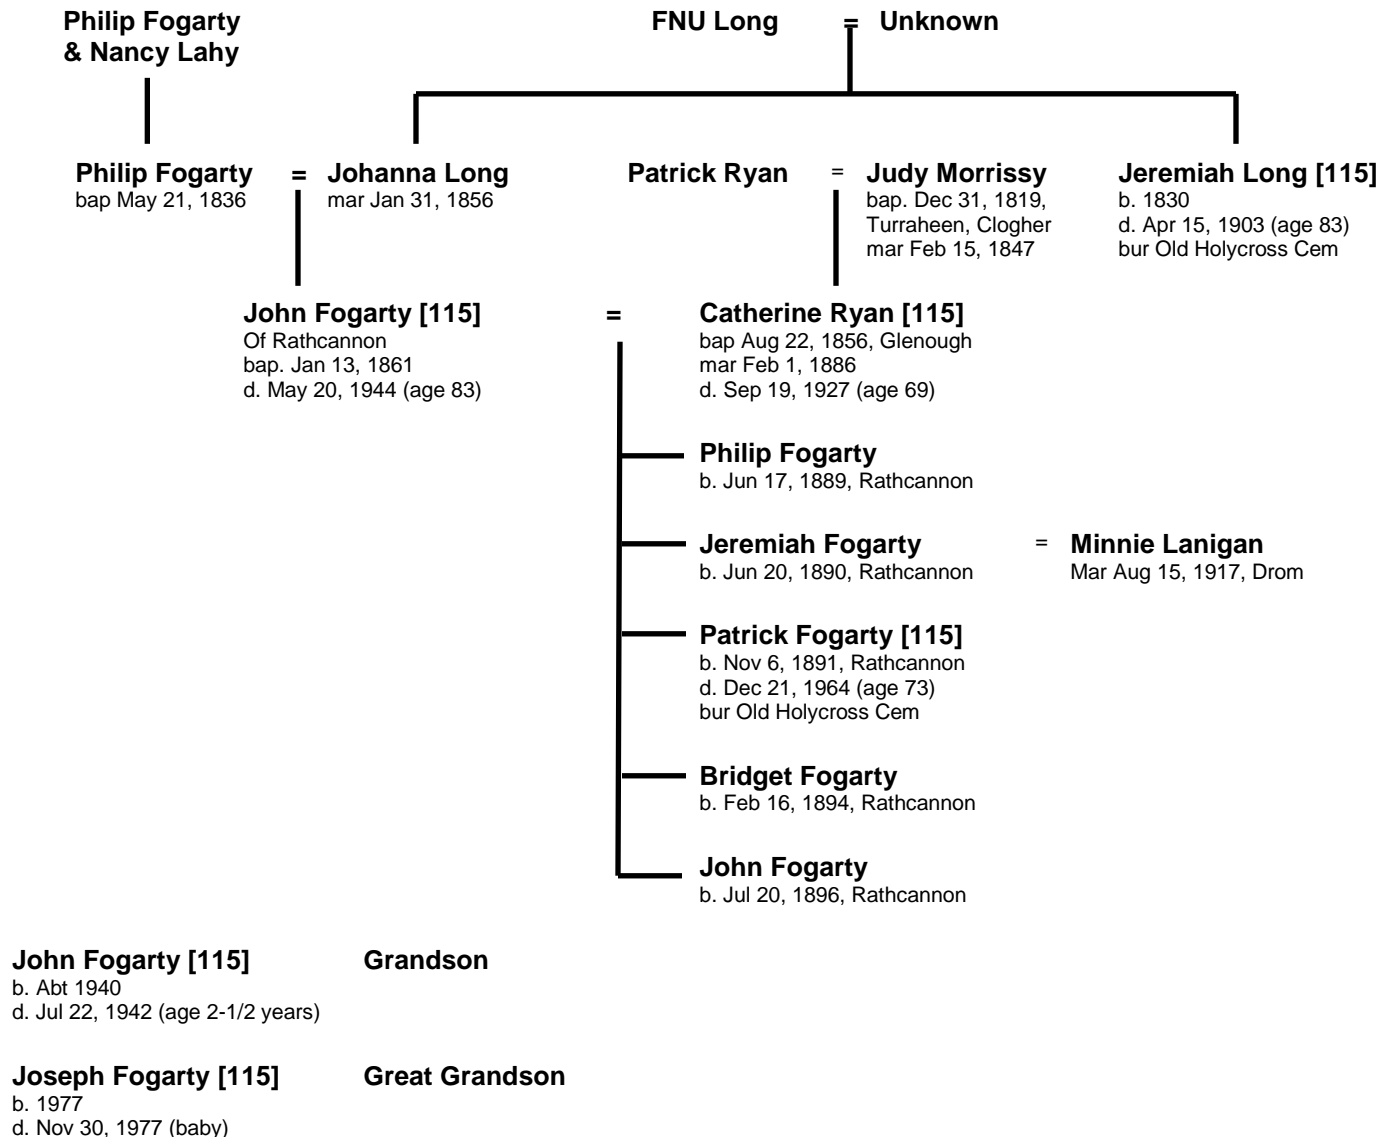 Philip Fogarty
& Nancy Lahy
FNU Long = Unknown
Philip Fogarty = Johanna Long
bap May 21, 1836
mar Jan 31, 1856
Patrick Ryan = Judy Morrissy
bap. Dec 31, 1819,
Turraheen, Clogher
mar Feb 15, 1847
Jeremiah Long [115]
b. 1830
d. Apr 15, 1903 (age 83)
bur Old Holycross Cem
John Fogarty [115] = Catherine Ryan [115]
Of Rathcannon
bap. Jan 13, 1861
d. May 20, 1944 (age 83)
bap Aug 22, 1856, Glenough
mar Feb 1, 1886
d. Sep 19, 1927 (age 69)
Philip Fogarty
b. Jun 17, 1889, Rathcannon
Jeremiah Fogarty = Minnie Lanigan
b. Jun 20, 1890, Rathcannon
Mar Aug 15, 1917, Drom
Patrick Fogarty [115]
b. Nov 6, 1891, Rathcannon
d. Dec 21, 1964 (age 73)
bur Old Holycross Cem
Bridget Fogarty
b. Feb 16, 1894, Rathcannon
John Fogarty
b. Jul 20, 1896, Rathcannon
John Fogarty [115] Grandson
b. Abt 1940
d. Jul 22, 1942 (age 2-1/2 years)
Joseph Fogarty [115] Great Grandson
b. 1977
d. Nov 30, 1977 (baby)